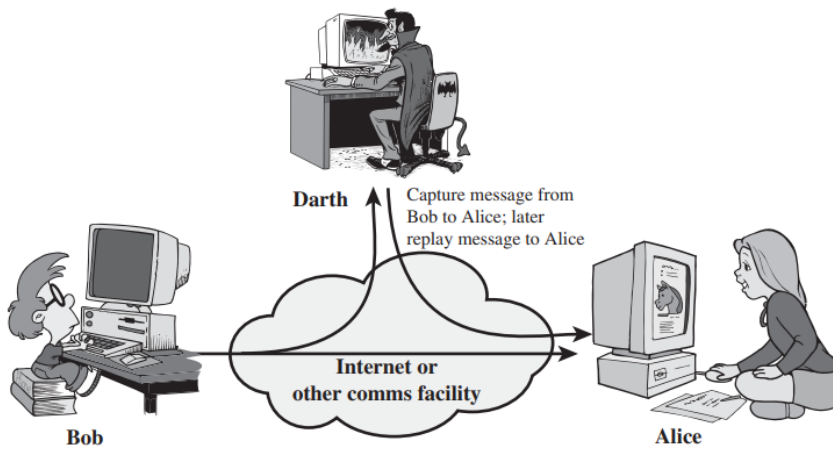 Darth
Capture message from
Bob to Alice; later
replay message to Alice
Internet or
other comms facility
Bob
Alice